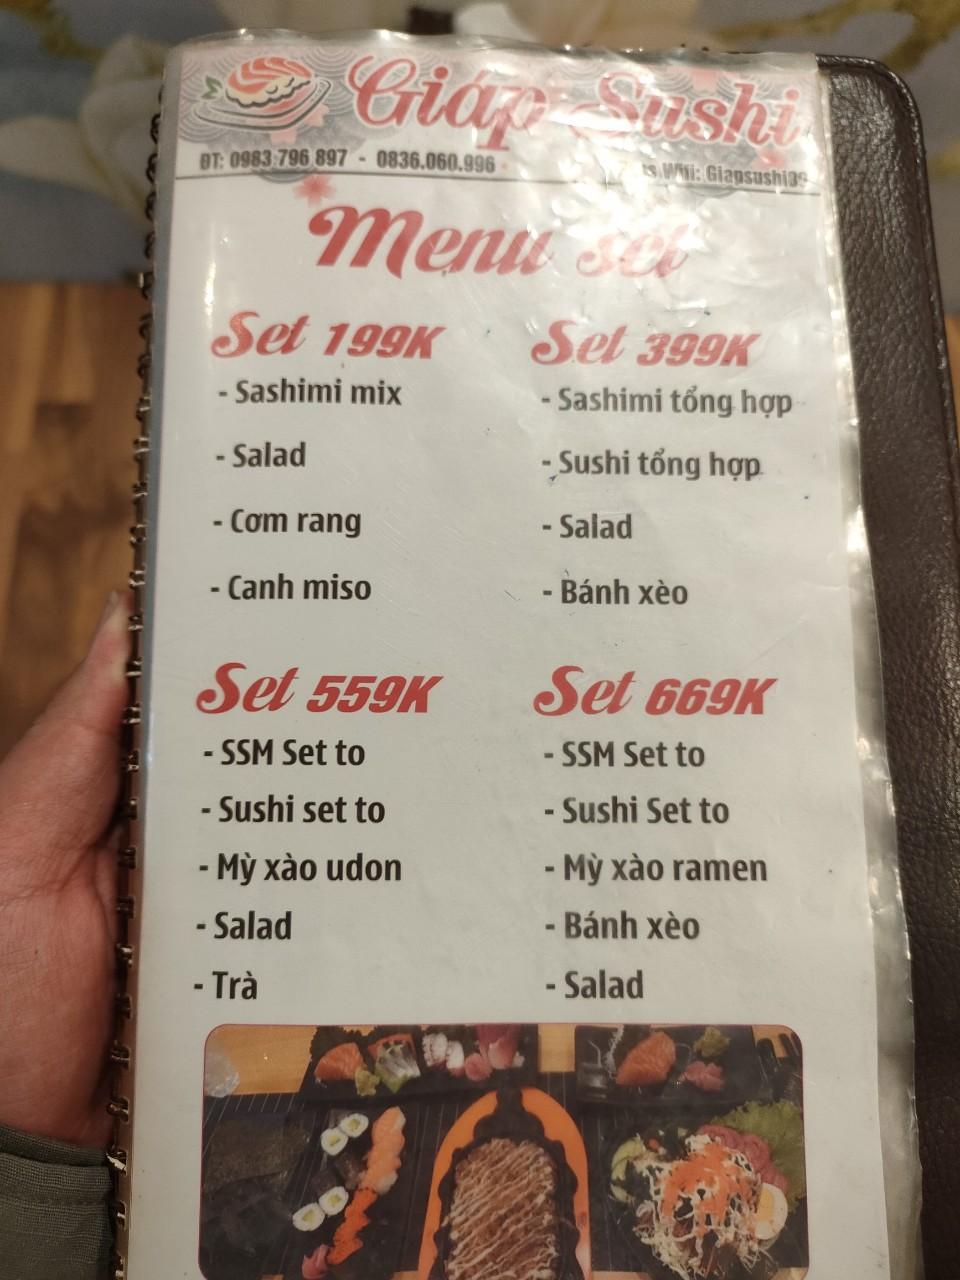 Giáp Sushi
ĐT: 0983 796 897 - 0836.060.996
Wifi:
Menu set
Set 199K
- Sashimi mix
- Salad
- Cơm rang
- Canh miso
Set 399K
- Sashimi tổng hợp
- Sushi tổng hợp
- Salad
- Bánh xèo
Set 559K
- SSM Set to
- Sushi set to
- Mỳ xào udon
- Salad
- Trà
Set 669K
- SSM Set to
- Sushi Set to
- Mỳ xào ramen
- Bánh xèo
- Salad